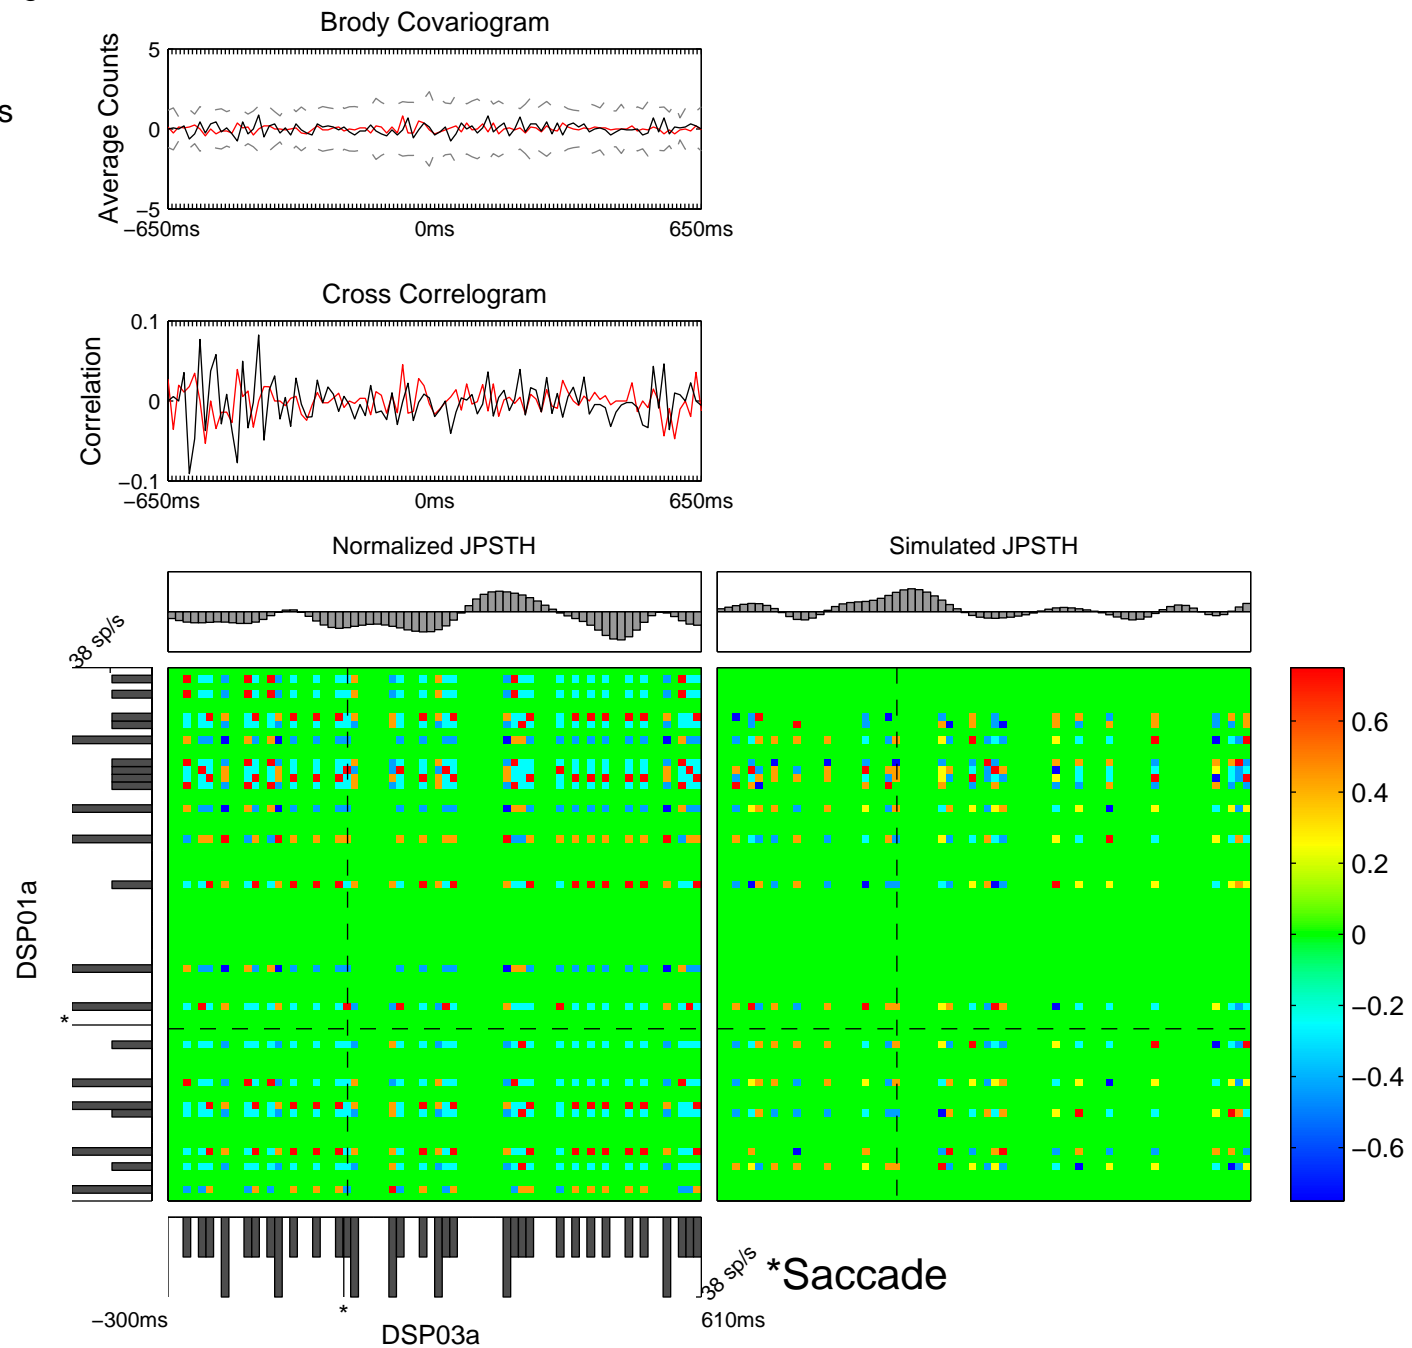 Brody Covariogram
Average Counts
5
0
−5
−650ms
0ms
650ms
s
Cross Correlogram
Correlation
0.1
0
−0.1
−650ms
0ms
650ms
Normalized JPSTH
Simulated JPSTH
38 sp/s
DSP01a
*
0.6
0.4
0.2
0
−0.2
−0.4
−0.6
38 sp/s
*Saccade
*
−300ms
610ms
DSP03a